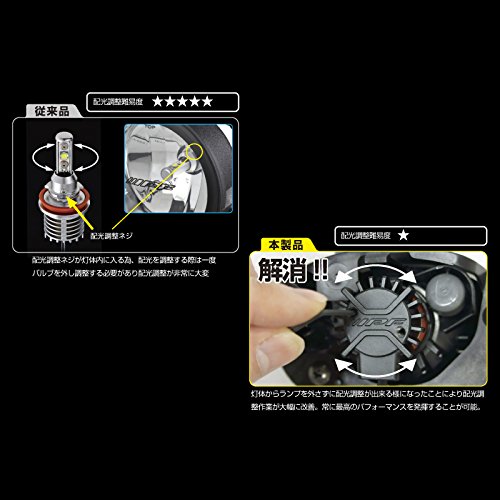 配光調整難易度 ★★★★★
従来品
配光調整ネジ
配光調整ネジが灯体内に入る為、配光を調整する際は一度
バルブを外し調整する必要があり配光調整が非常に大変
配光調整難易度 ★
本製品
解消!!
IPF
灯体からランプを外さずに配光調整が出来る様になったことにより配光調
整作業が大幅に改善。常に最高のパフォーマンスを発揮することが可能。